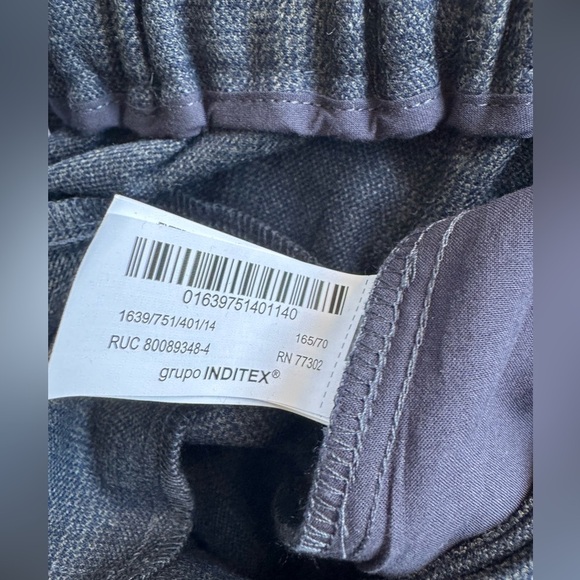 01639751401140
1639/751/401/14 165/70
RUC 80089348-4 RN 77302
grupo INDITEX®